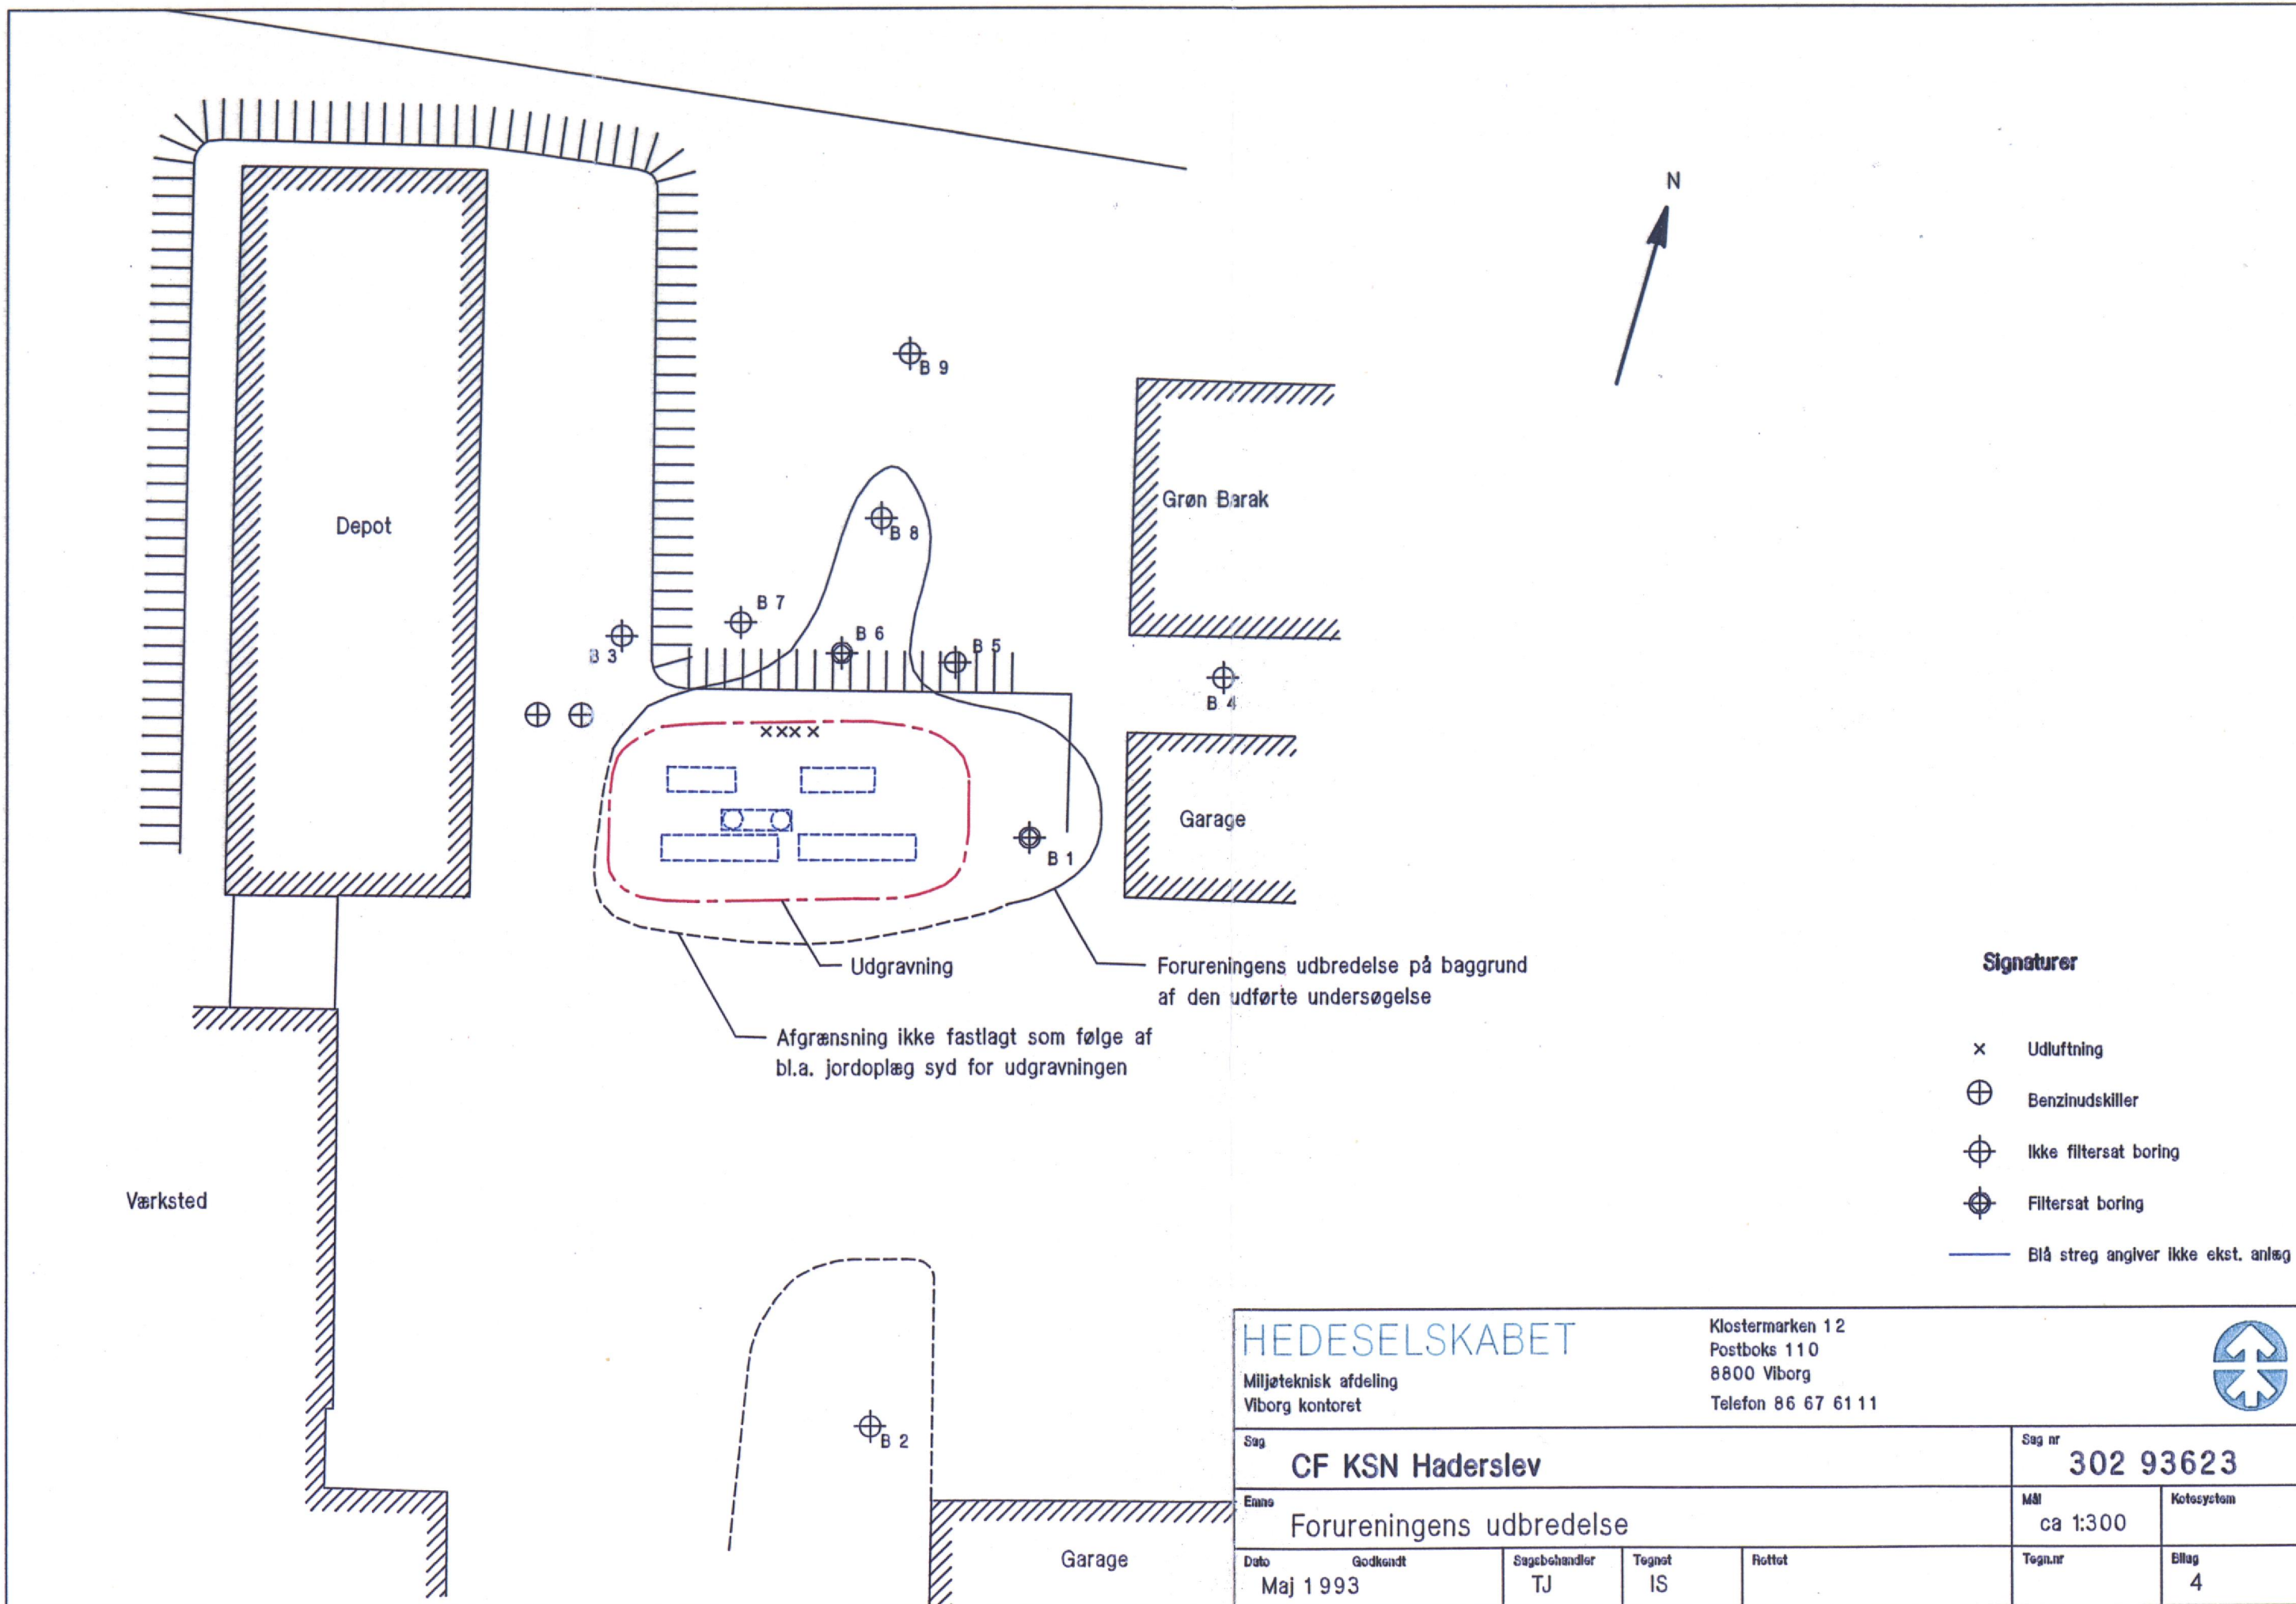 N
B 9
Grøn Barak
Depot
B 8
B 7
B 6
B 5
B 3
B 4
Garage
B 1
Udgravning
Forureningens udbredelse på baggrund
af den udførte undersøgelse
Afgrænsning ikke fastlagt som følge af
bl.a. jordoplæg syd for udgravningen
Signaturer
× Udluftning
Benzinudskiller
Ikke filtersat boring
Filtersat boring
Blå streg angiver ikke ekst. anlæg
Værksted
B 2
Garage
HEDESELSKABET
Miljøteknisk afdeling
Viborg kontoret
Klostermarken 12
Postboks 110
8800 Viborg
Telefon 86 67 61 11
Sag
CF KSN Haderslev
Sag nr
302 93623
Emne
Forureningens udbredelse
Mål
ca 1:300
Kotesystem
Dato
Maj 1993
Godkendt
Sagsbehandler
TJ
Tegnet
IS
Rettet
Tegn.nr
Bilag
4